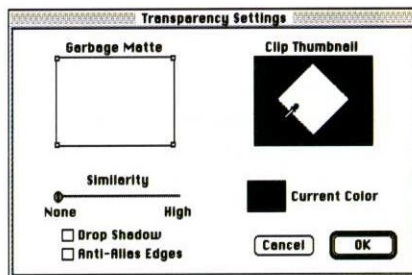 Transparency Settings
Garbage Matte
Clip Thumbnail
Similarity
None
High
Current Color
Drop Shadow
Anti-Alias Edges
Cancel
OK